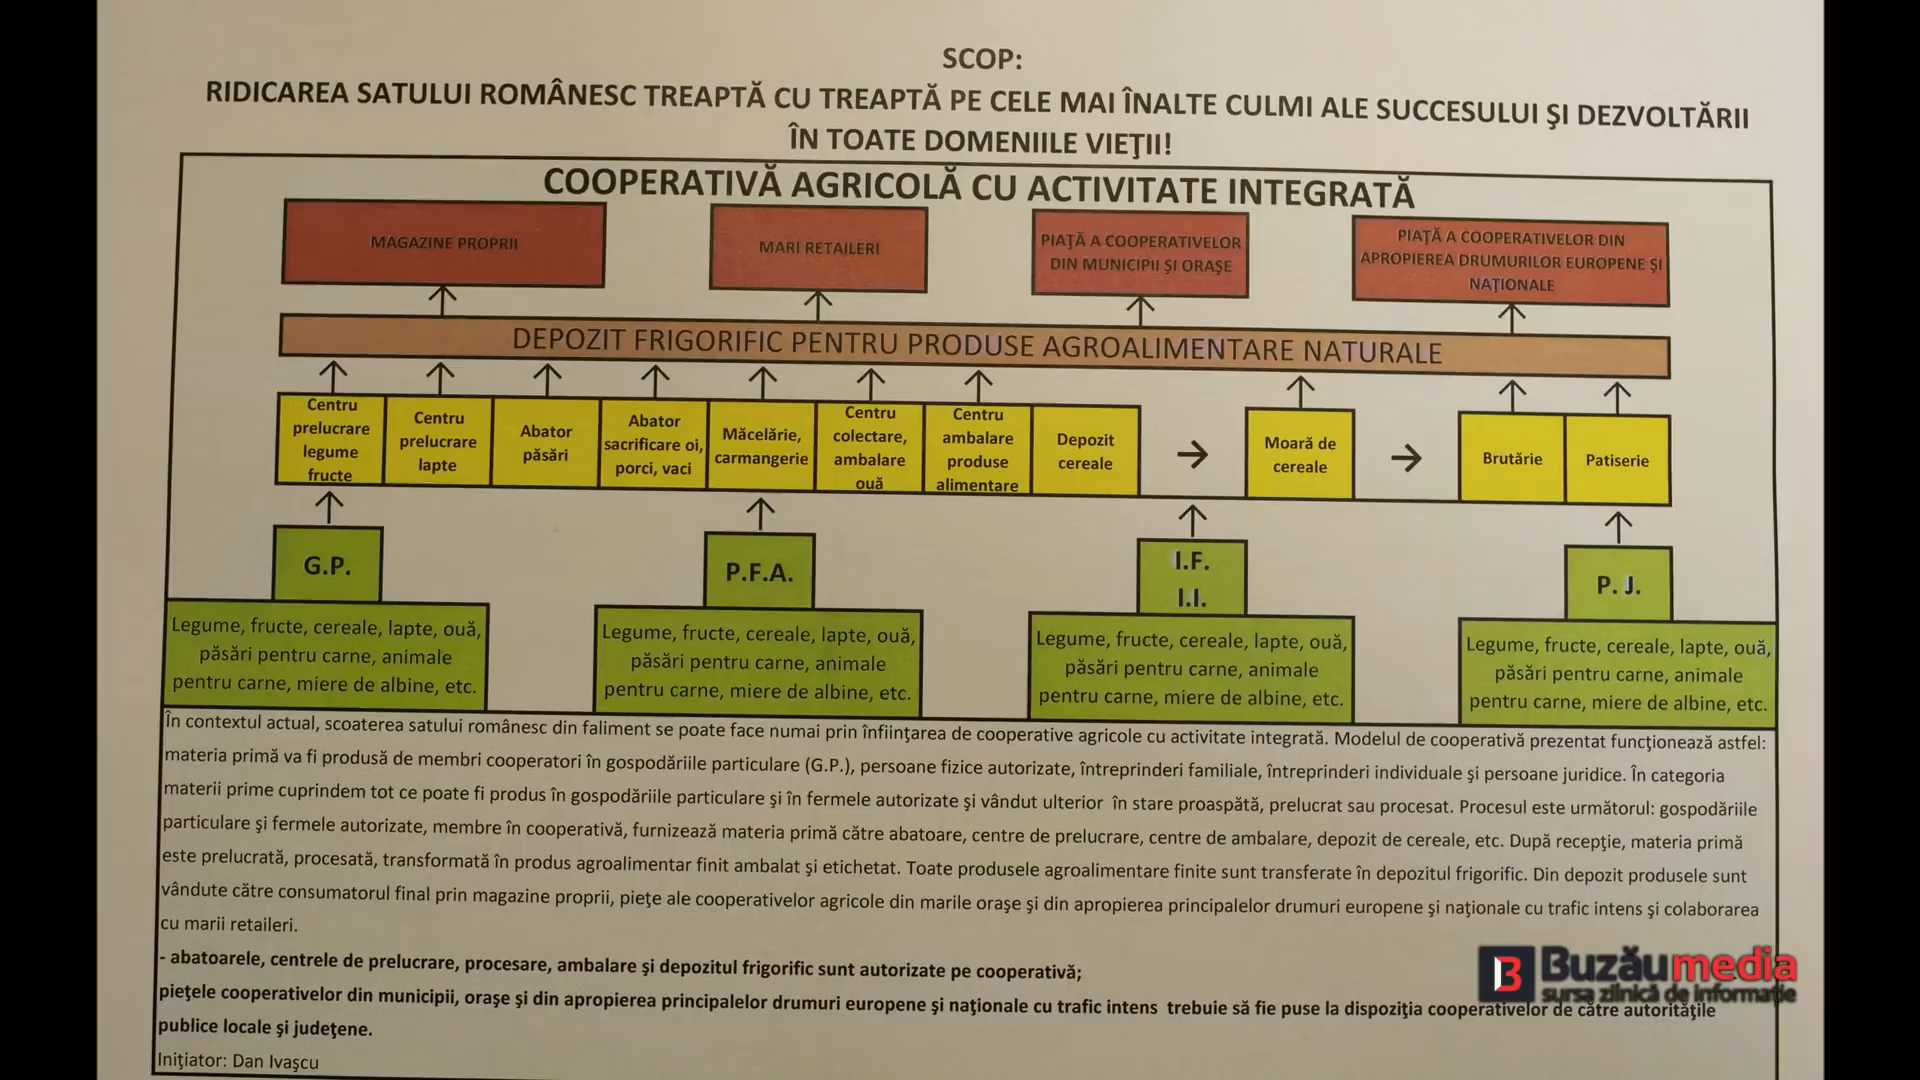 SCOP:
RIDICAREA SATULUI ROMÂNESC TREAPTĂ CU TREAPTĂ PE CELE MAI ÎNALTE CULMI ALE SUCCESULUI ŞI DEZVOLTĂRII
ÎN TOATE DOMENIILE VIEŢII!
COOPERATIVĂ AGRICOLĂ CU ACTIVITATE INTEGRATĂ
MAGAZINE PROPRII
MARI RETAILERI
PIAŢĂ A COOPERATIVELOR
DIN MUNICIPII ŞI ORAŞE
PIAŢĂ A COOPERATIVELOR DIN
APROPIEREA DRUMURILOR EUROPENE ŞI
NAŢIONALE
DEPOZIT FRIGORIFIC PENTRU PRODUSE AGROALIMENTARE NATURALE
Centru
prelucrare
legume
fructe
Centru
prelucrare
lapte
Abator
păsări
Abator
sacrificare oi,
porci, vaci
Măcelărie,
carmangerie
Centru
colectare,
ambalare
ouă
Centru
ambalare
produse
alimentare
Depozit
cereale
Moară de
cereale
Brutărie
Patiserie
G.P.
P.F.A.
I.F.
I.I.
P. J.
Legume, fructe, cereale, lapte, ouă,
păsări pentru carne, animale
pentru carne, miere de albine, etc.
Legume, fructe, cereale, lapte, ouă,
păsări pentru carne, animale
pentru carne, miere de albine, etc.
Legume, fructe, cereale, lapte, ouă,
păsări pentru carne, animale
pentru carne, miere de albine, etc.
Legume, fructe, cereale, lapte, ouă,
păsări pentru carne, animale
pentru carne, miere de albine, etc.
În contextul actual, scoaterea satului românesc din faliment se poate face numai prin înfiinţarea de cooperative agricole cu activitate integrată. Modelul de cooperativă prezentat funcţionează astfel:
materia primă va fi produsă de membri cooperatori în gospodăriile particulare (G.P.), persoane fizice autorizate, întreprinderi familiale, întreprinderi individuale şi persoane juridice. În categoria
materii prime cuprindem tot ce poate fi produs în gospodăriile particulare şi în fermele autorizate şi vândut ulterior în stare proaspătă, prelucrat sau procesat. Procesul este următorul: gospodăriile
particulare şi fermele autorizate, membre în cooperativă, furnizează materia primă către abatoare, centre de prelucrare, centre de ambalare, depozit de cereale, etc. După recepţie, materia primă
este prelucrată, procesată, transformată în produs agroalimentar finit ambalat şi etichetat. Toate produsele agroalimentare finite sunt transferate în depozitul frigorific. Din depozit produsele sunt
vândute către consumatorul final prin magazine proprii, pieţe ale cooperativelor agricole din marile oraşe şi din apropierea principalelor drumuri europene şi naţionale cu trafic intens şi colaborarea
cu marii retaileri.
- abatoarele, centrele de prelucrare, procesare, ambalare şi depozitul frigorific sunt autorizate pe cooperativă;
pieţele cooperativelor din municipii, oraşe şi din apropierea principalelor drumuri europene şi naţionale cu trafic intens trebuie să fie puse la dispoziţia cooperativelor de către autorităţile
publice locale şi judeţene.
Iniţiator: Dan Ivaşcu
B Buzăumedia
sursa zilnică de informaţie